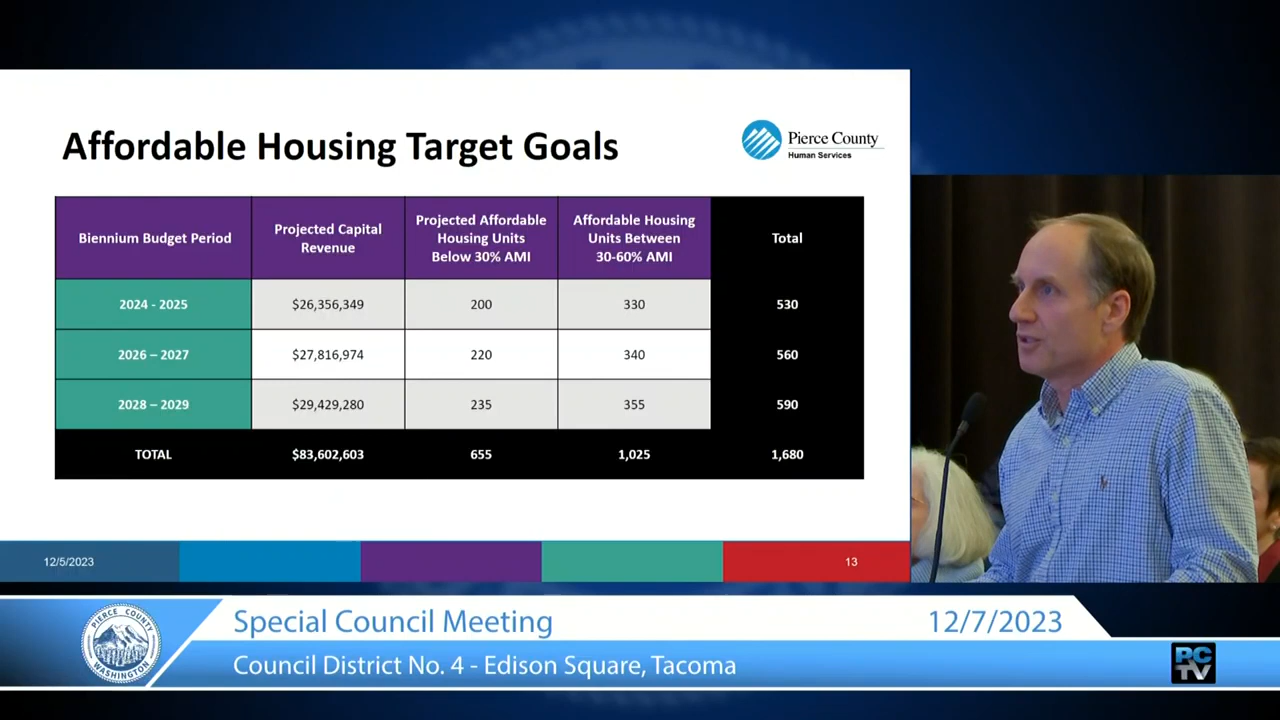 Affordable Housing Target Goals
Pierce County
Human Services
Biennium Budget Period
Projected Capital
Revenue
Projected Affordable
Housing Units
Below 30% AMI
Affordable Housing
Units Between
30-60% AMI
Total
2024 - 2025
$26,356,349
200
330
530
2026 – 2027
$27,816,974
220
340
560
2028 – 2029
$29,429,280
235
355
590
TOTAL
$83,602,603
655
1,025
1,680
12/5/2023
13
Special Council Meeting
12/7/2023
Council District No. 4 - Edison Square, Tacoma
PIERCE COUNTY
WASHINGTON
PC
TV